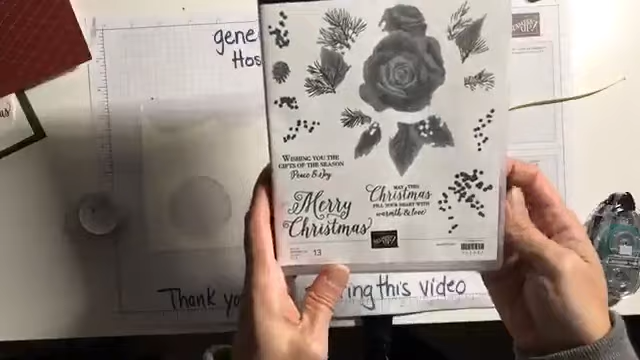 gene
Hos
WISHING YOU THE
GIFTS OF THE SEASON
Peace & Joy
Merry
Christmas
MAY THIS
Christmas
FILL YOUR HEART WITH
warmth & love
13
Thank yo
ring this video